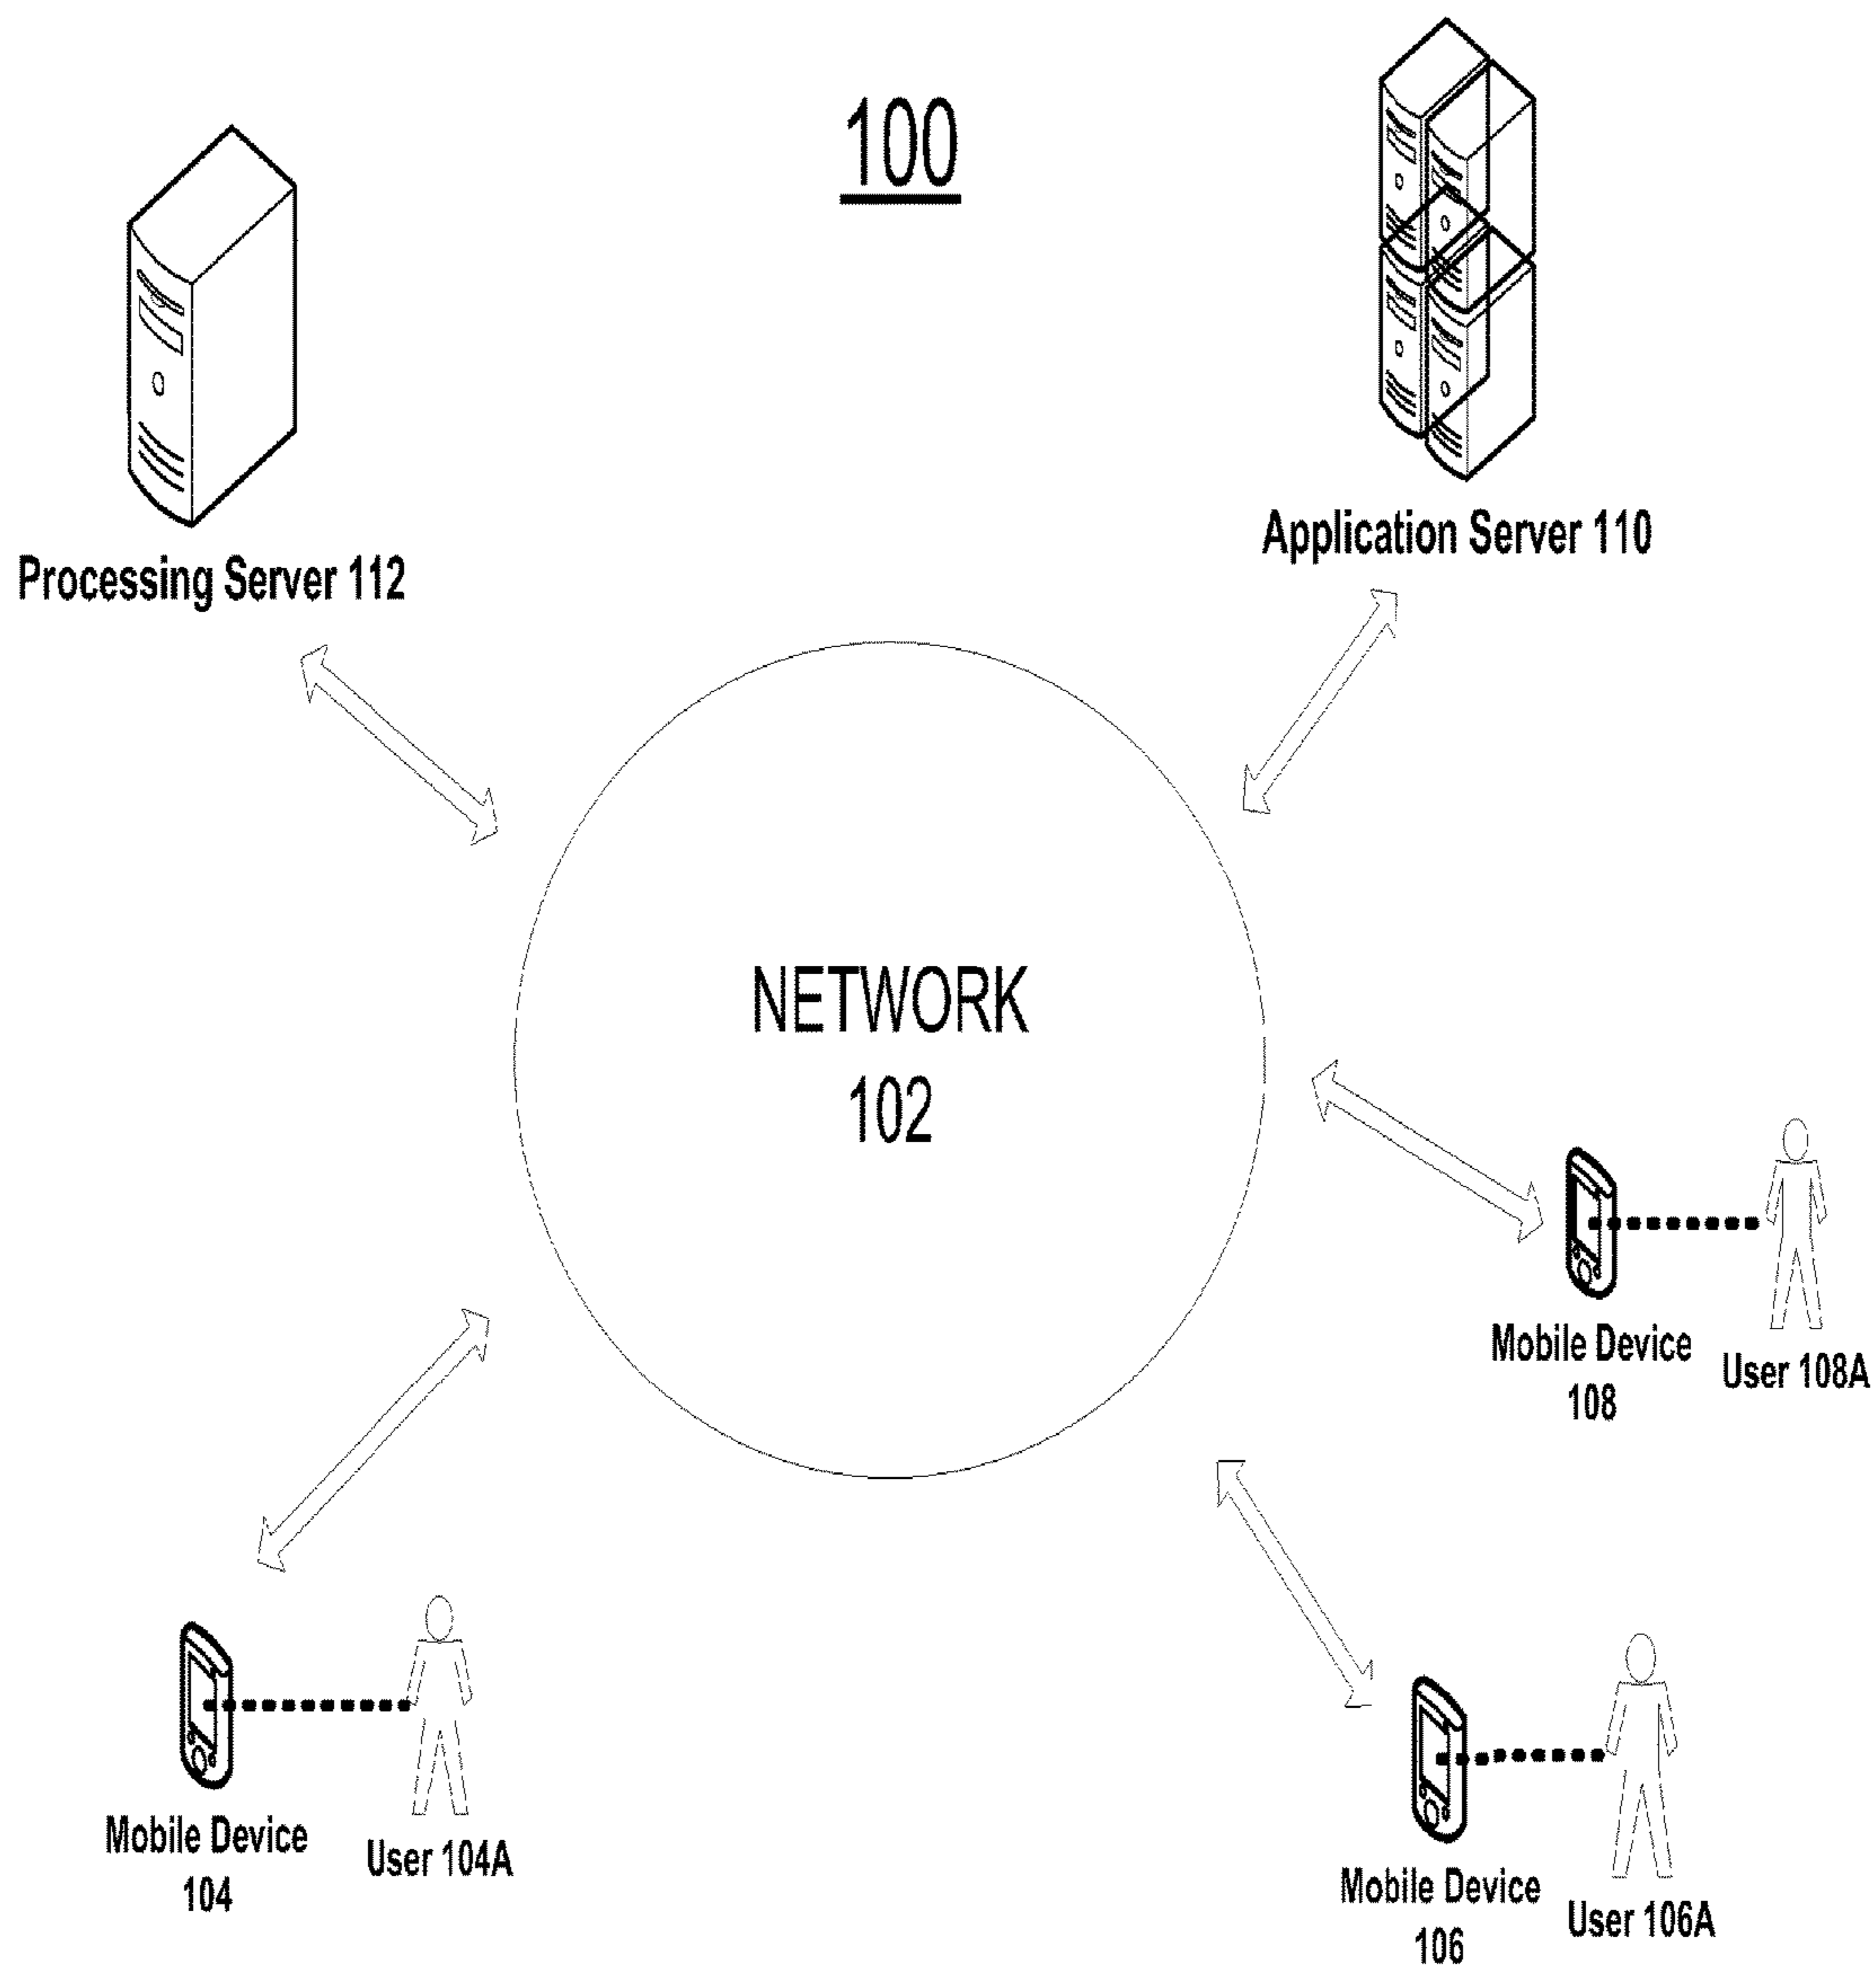 100
Application Server 110
Processing Server 112
NETWORK
102
Mobile Device
108
User 108A
Mobile Device
104
User 104A
Mobile Device
106
User 106A